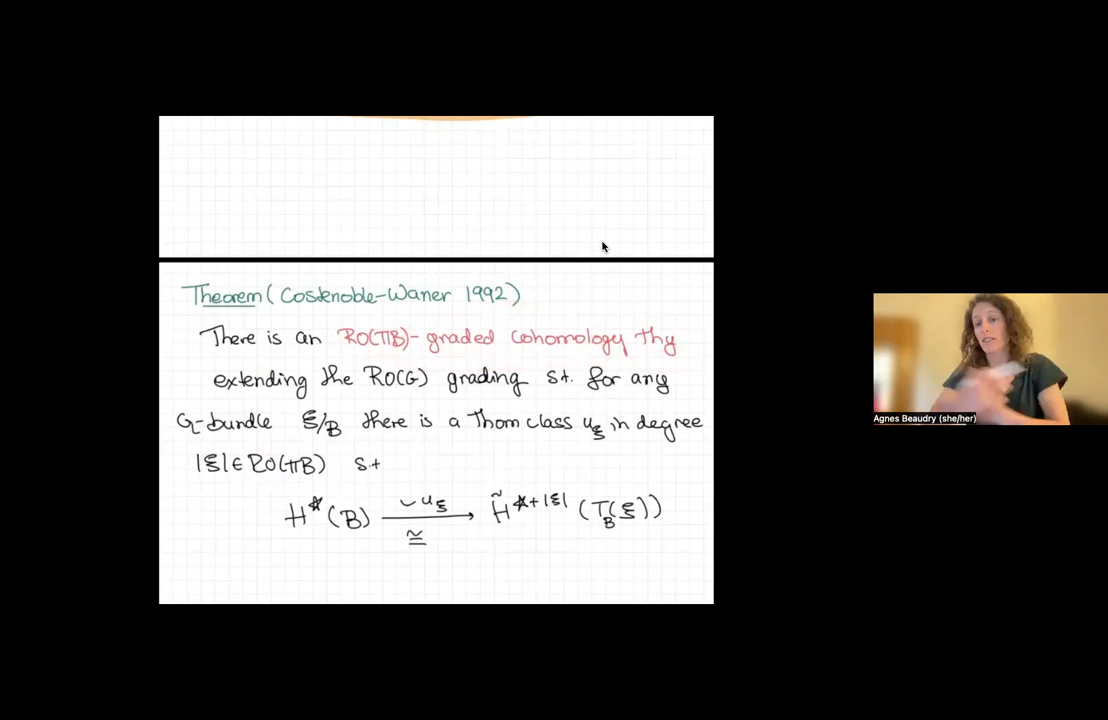 Theorem (Costenoble-Waner 1992)
There is an RO(ΠB)-graded cohomology thy
extending the RO(G) grading s.t. for any
G-bundle ξ/B there is a Thom class u_ξ in degree
|ξ| ∈ RO(πB) s.t
H^★(B) —(⌣ u_ξ, ≅)→ H̃^{★+|ξ|}(T_B(ξ))
Agnes Beaudry (she/her)